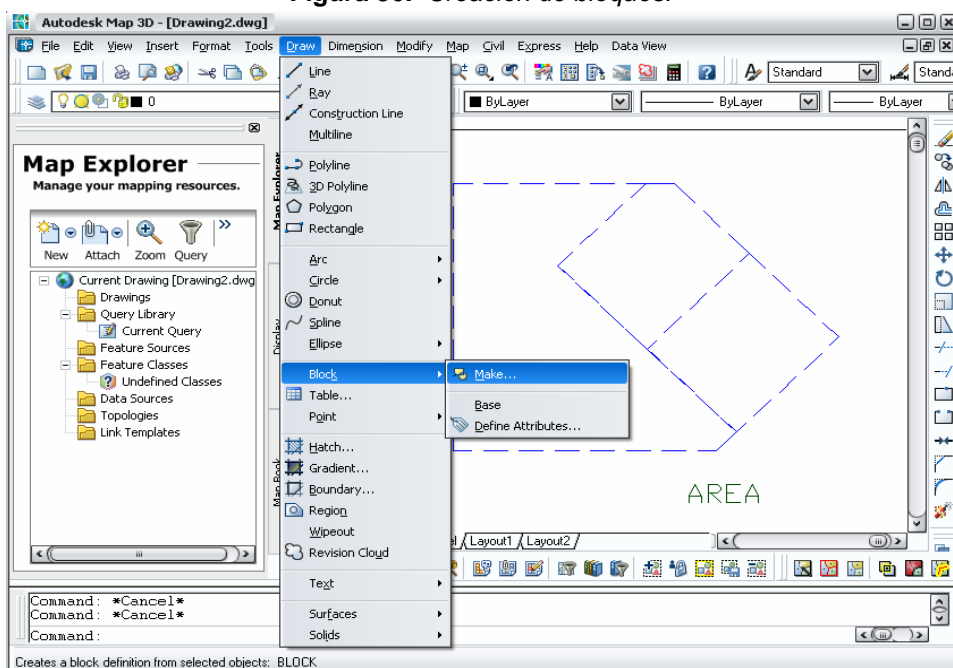 Figura 50. Creación de bloques.
Autodesk Map 3D - [Drawing2.dwg]
File Edit View Insert Format Tools Draw Dimension Modify Map Civil Express Help Data View
Standard
0
ByLayer
ByLayer
ByLayer
Map Explorer
Manage your mapping resources.
New Attach Zoom Query
Current Drawing [Drawing2.dwg
Drawings
Query Library
Current Query
Feature Sources
Feature Classes
Undefined Classes
Data Sources
Topologies
Link Templates
Map Explorer
Display
Map Book
Line
Ray
Construction Line
Multiline
Polyline
3D Polyline
Polygon
Rectangle
Arc
Circle
Donut
Spline
Ellipse
Block
Table...
Point
Hatch...
Gradient...
Boundary...
Region
Wipeout
Revision Cloud
Text
Surfaces
Solids
Make...
Base
Define Attributes...
AREA
Layout1 Layout2
Command: *Cancel*
Command: *Cancel*
Command:
Creates a block definition from selected objects: BLOCK